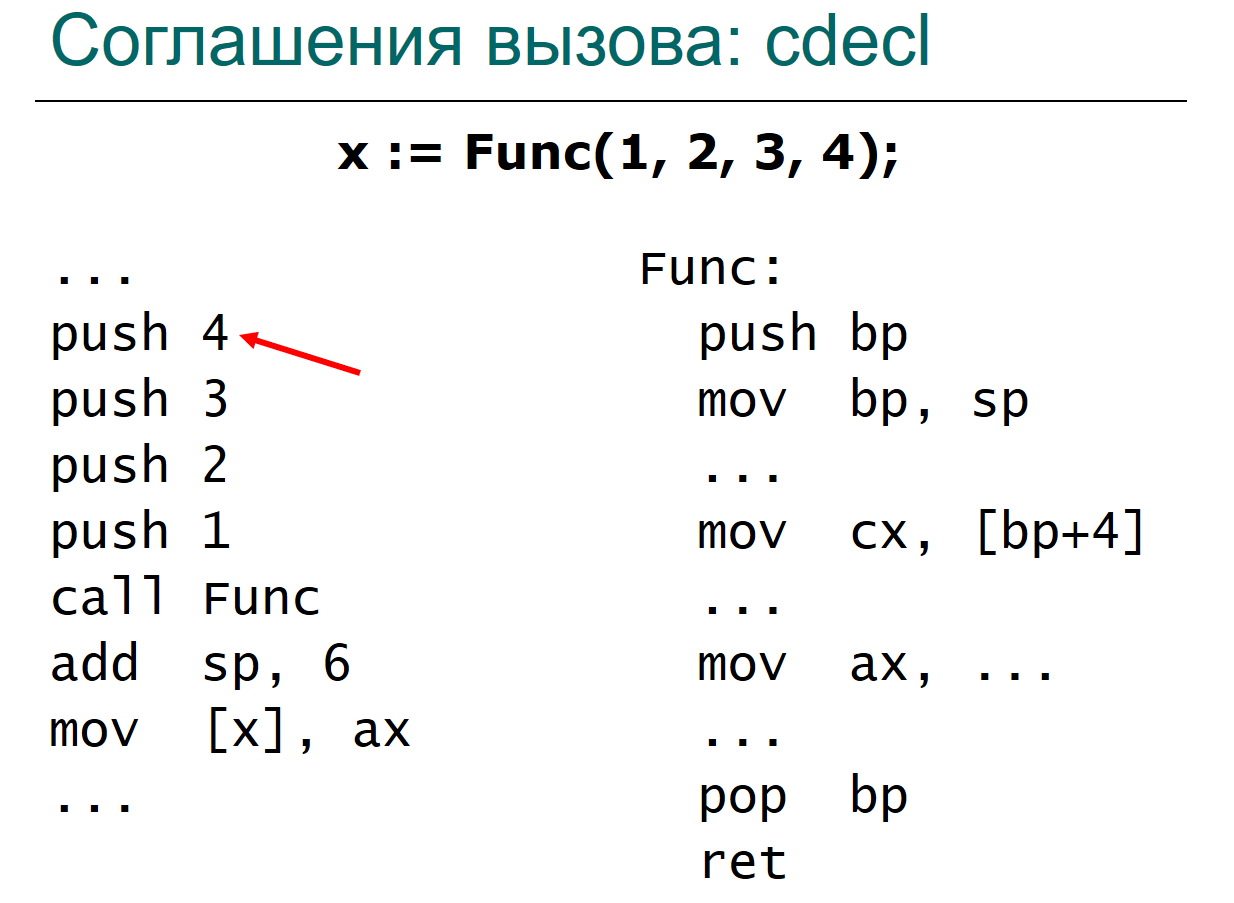 Соглашения вызова: cdecl
x := Func(1, 2, 3, 4);
...
push 4
push 3
push 2
push 1
call Func
add sp, 6
mov [x], ax
...
Func:
push bp
mov bp, sp
...
mov cx, [bp+4]
...
mov ax, ...
...
pop bp
ret